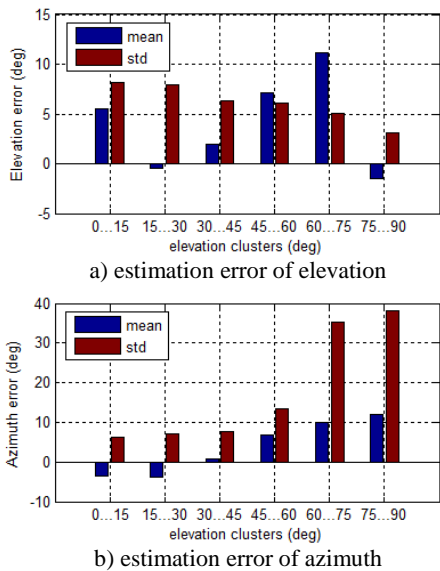 15
10
5
0
-5
Elevation error (deg)
mean
std
0...15 15...30 30...45 45...60 60...75 75...90
elevation clusters (deg)
a) estimation error of elevation
40
30
20
10
0
-10
Azimuth error (deg)
mean
std
0...15 15...30 30...45 45...60 60...75 75...90
elevation clusters (deg)
b) estimation error of azimuth